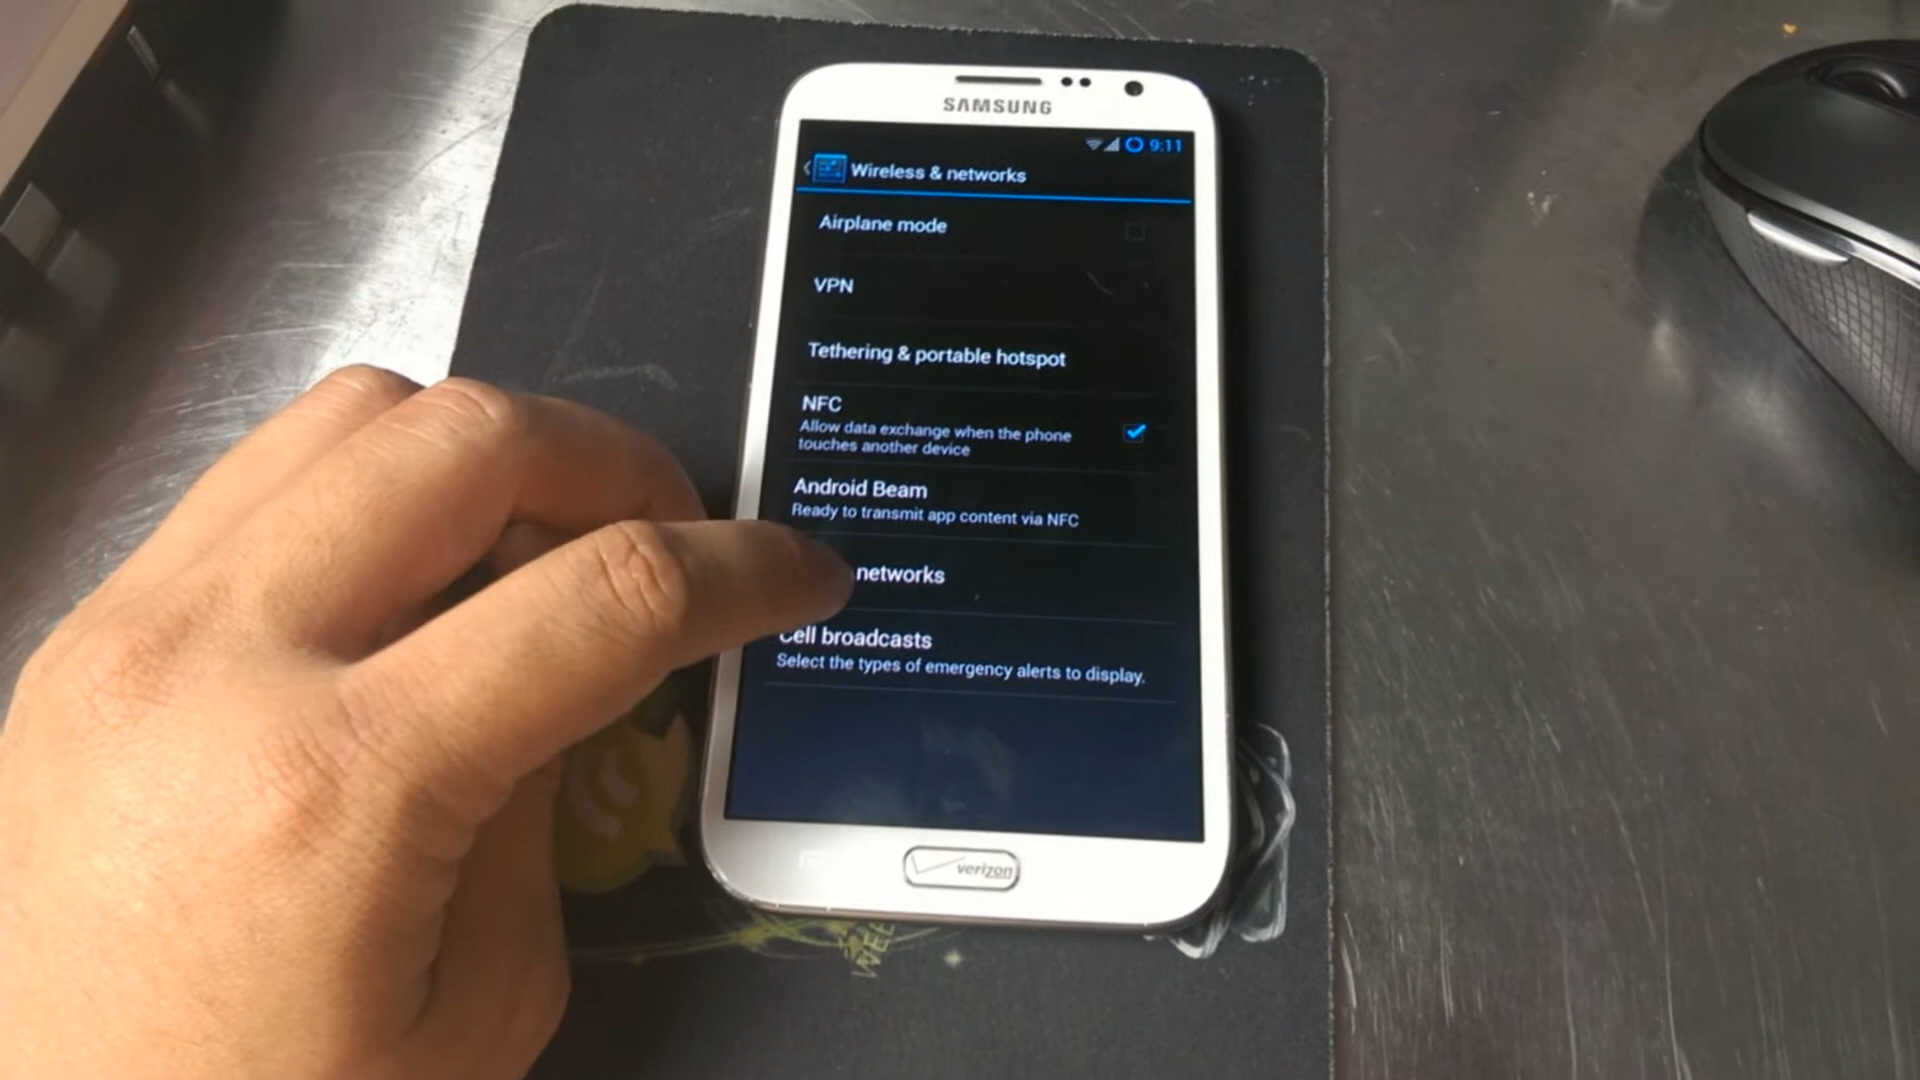 SAMSUNG
9:11
Wireless & networks
Airplane mode
VPN
Tethering & portable hotspot
NFC
Allow data exchange when the phone
touches another device
Android Beam
Ready to transmit app content via NFC
networks
Cell broadcasts
Select the types of emergency alerts to display.
verizon